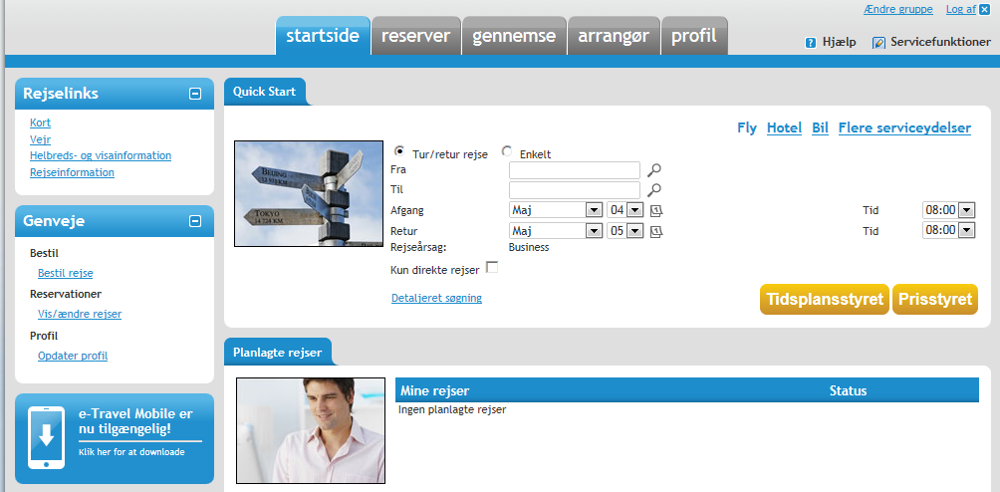 Ændre gruppe Log af
startside reserver gennemse arrangør profil
Hjælp Servicefunktioner
Rejselinks
Kort
Vejr
Helbreds- og visainformation
Rejseinformation
Genveje
Bestil
Bestil rejse
Reservationer
Vis/ændre rejser
Profil
Opdater profil
e-Travel Mobile er
nu tilgængelig!
Klik her for at downloade
Quick Start
Fly Hotel Bil Flere serviceydelser
BEIJING
TOKYO
14 724 KM
Tur/retur rejse Enkelt
Fra
Til
Afgang Maj 04 Tid 08:00
Retur Maj 05 Tid 08:00
Rejseårsag: Business
Kun direkte rejser
Detaljeret søgning
Tidsplansstyret Prisstyret
Planlagte rejser
Mine rejser Status
Ingen planlagte rejser